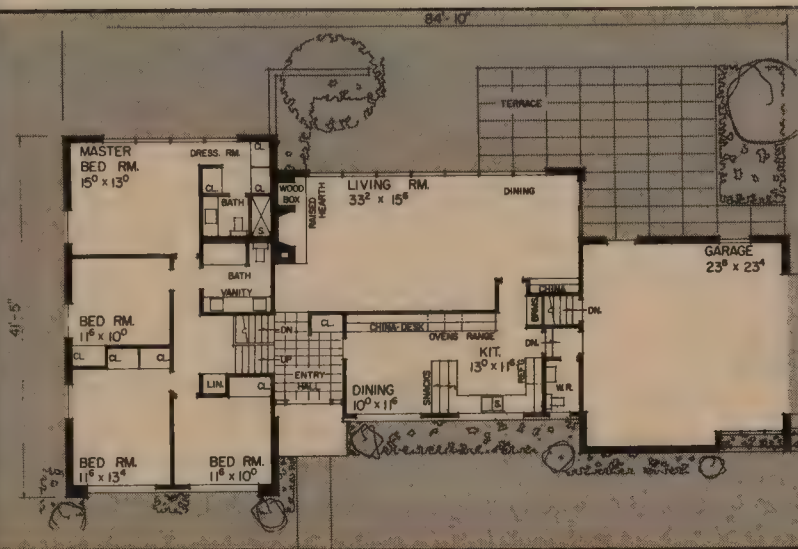 84'-10"
TERRACE
MASTER
BED RM.
15⁰ x 13⁰
DRESS. RM.
CL.
CL.
CL.
BATH
S.
WOOD
BOX
RAISED
HEARTH
LIVING RM.
33² x 15⁶
DINING
GARAGE
23⁸ x 23⁴
BATH
VANITY
BED RM.
11⁶ x 10⁰
41'-5"
CL.
CL.
CL.
DN.
UP
CL.
CHINA-DESK
OVENS RANGE
CHINA
DN.
DN.
KIT.
13⁰ x 11⁶
REF'G.
W.R.
SNACKS
S.
DINING
10⁰ x 11⁶
ENTRY
HALL
LIN.
CL.
BED RM.
11⁶ x 13⁴
BED RM.
11⁶ x 10⁰